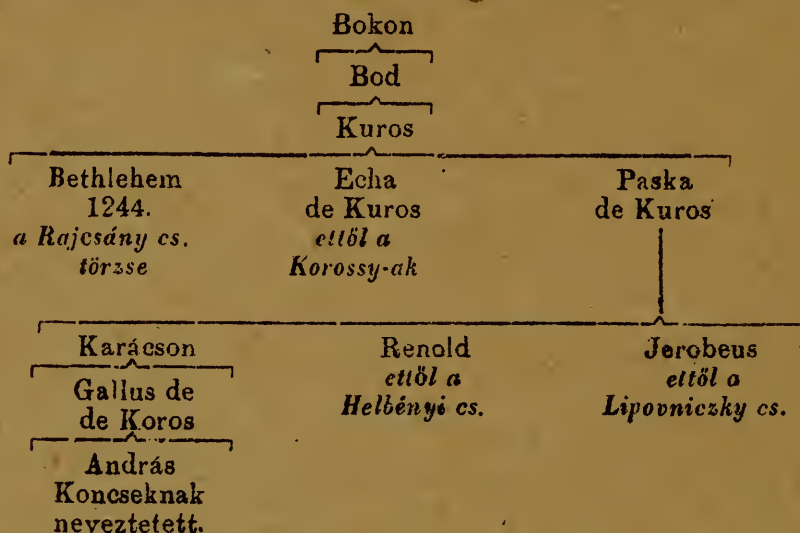 Bokon
Bod
Kuros
Bethlehem
1244.
a Rajcsány cs.
törzse
Echa
de Kuros
ettől a
Korossy-ak
Paska
de Kuros
Karácson
Gallus de
de Koros
András
Koncseknak
neveztetett.
Renold
ettől a
Helbényi cs.
Jerobeus
ettől a
Lipovniczky cs.